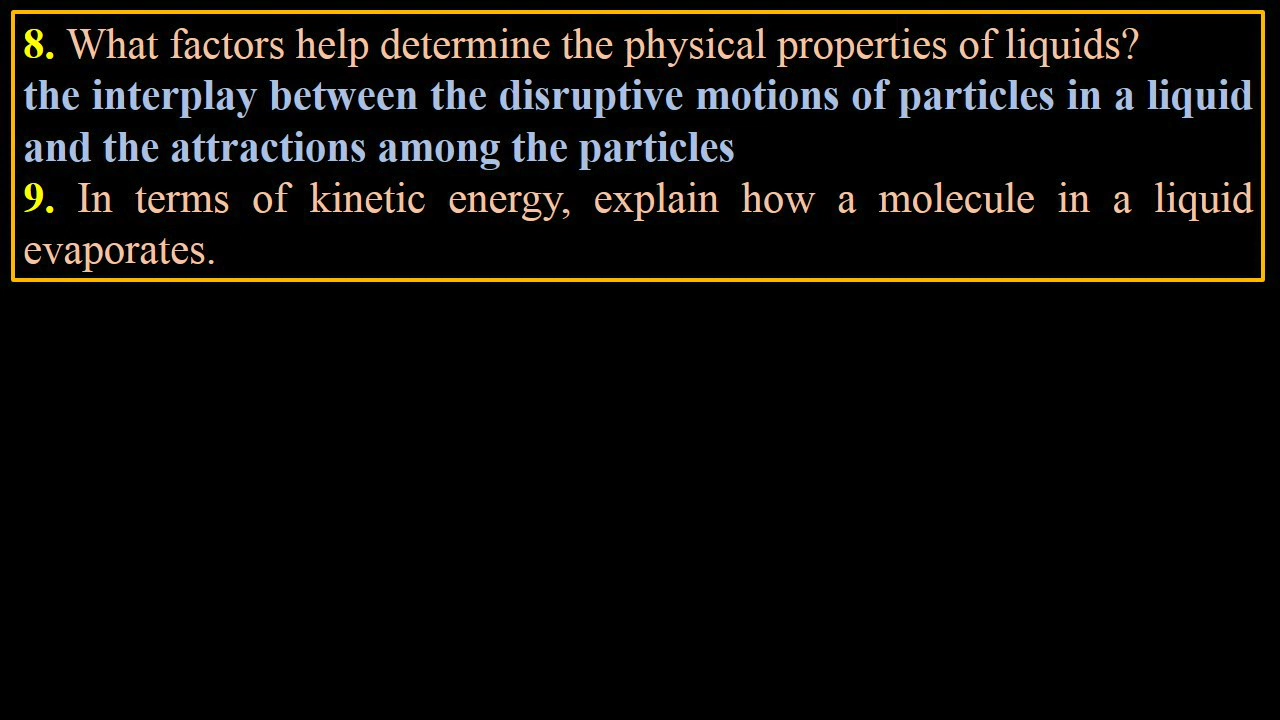 8. What factors help determine the physical properties of liquids?
the interplay between the disruptive motions of particles in a liquid
and the attractions among the particles
9. In terms of kinetic energy, explain how a molecule in a liquid
evaporates.